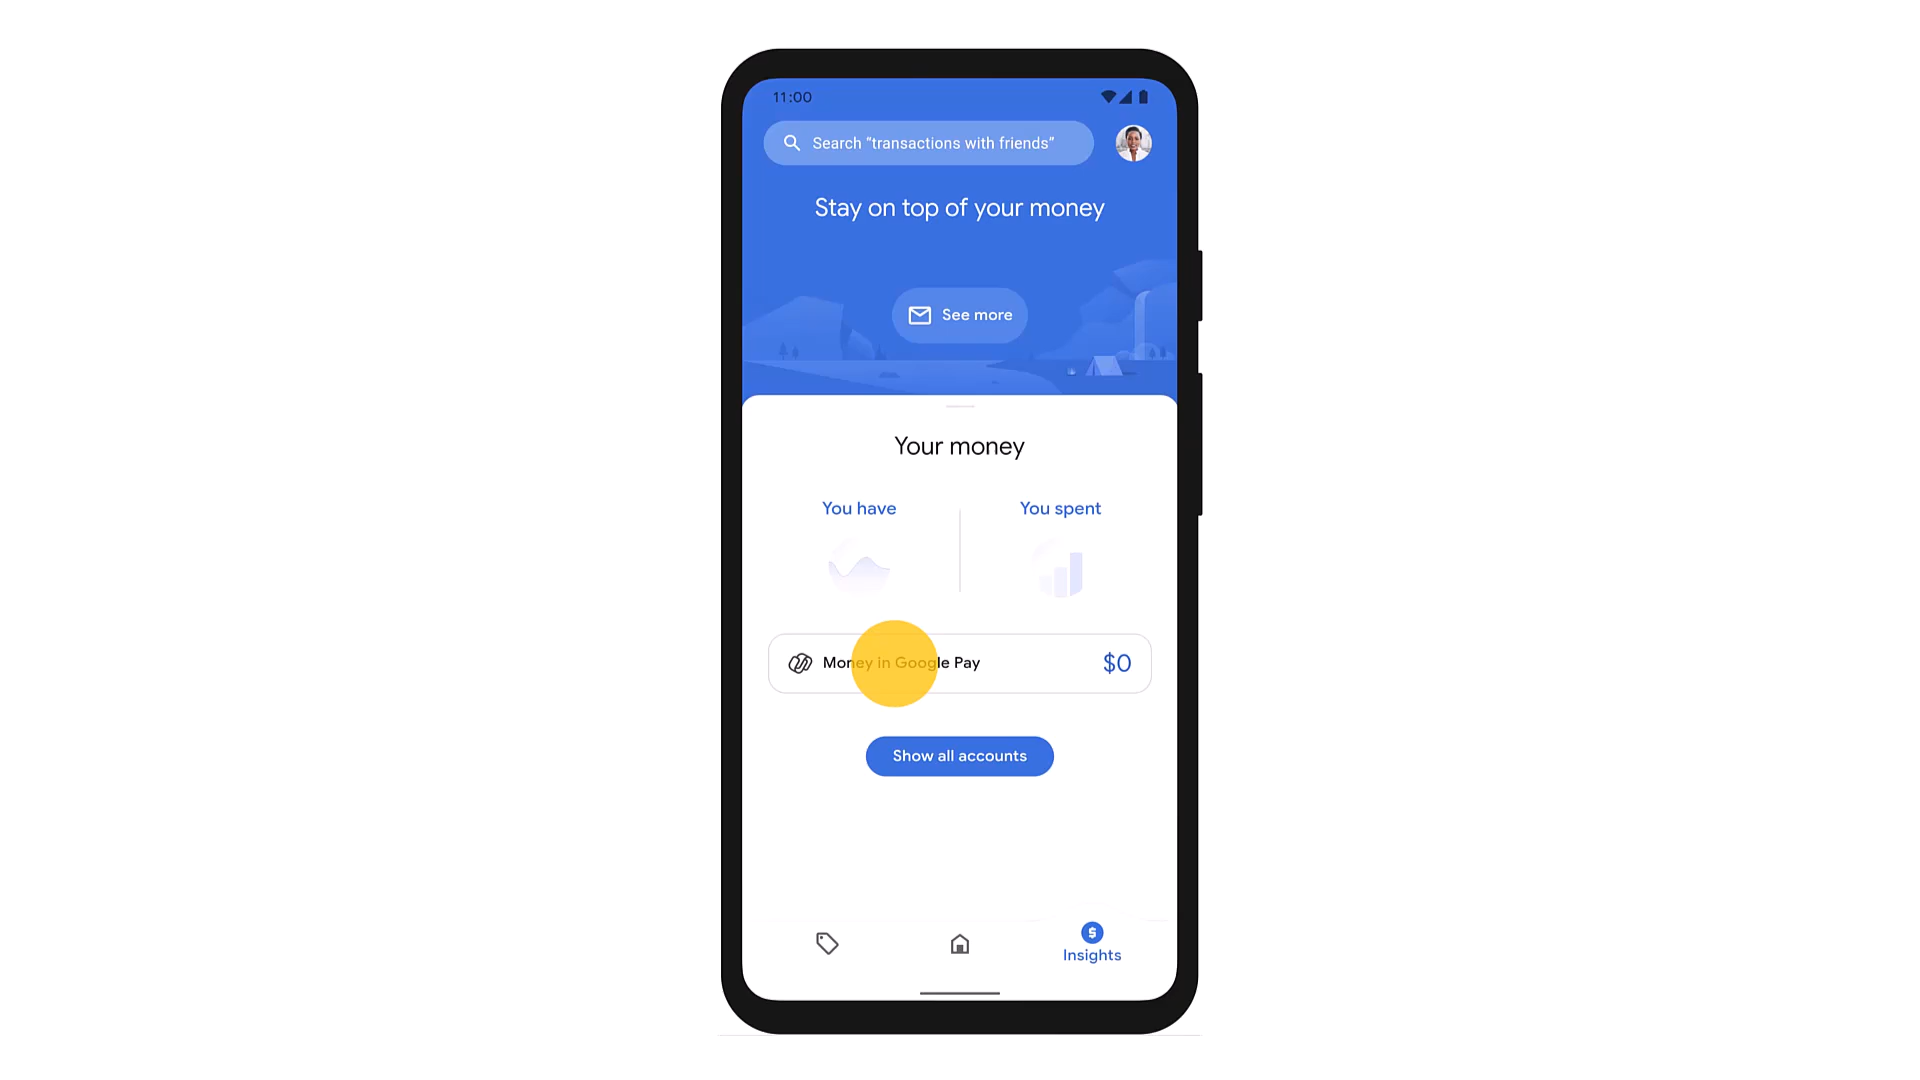 11:00
Search “transactions with friends”
Stay on top of your money
See more
Your money
You have
You spent
Money in Google Pay
$0
Show all accounts
$
Insights